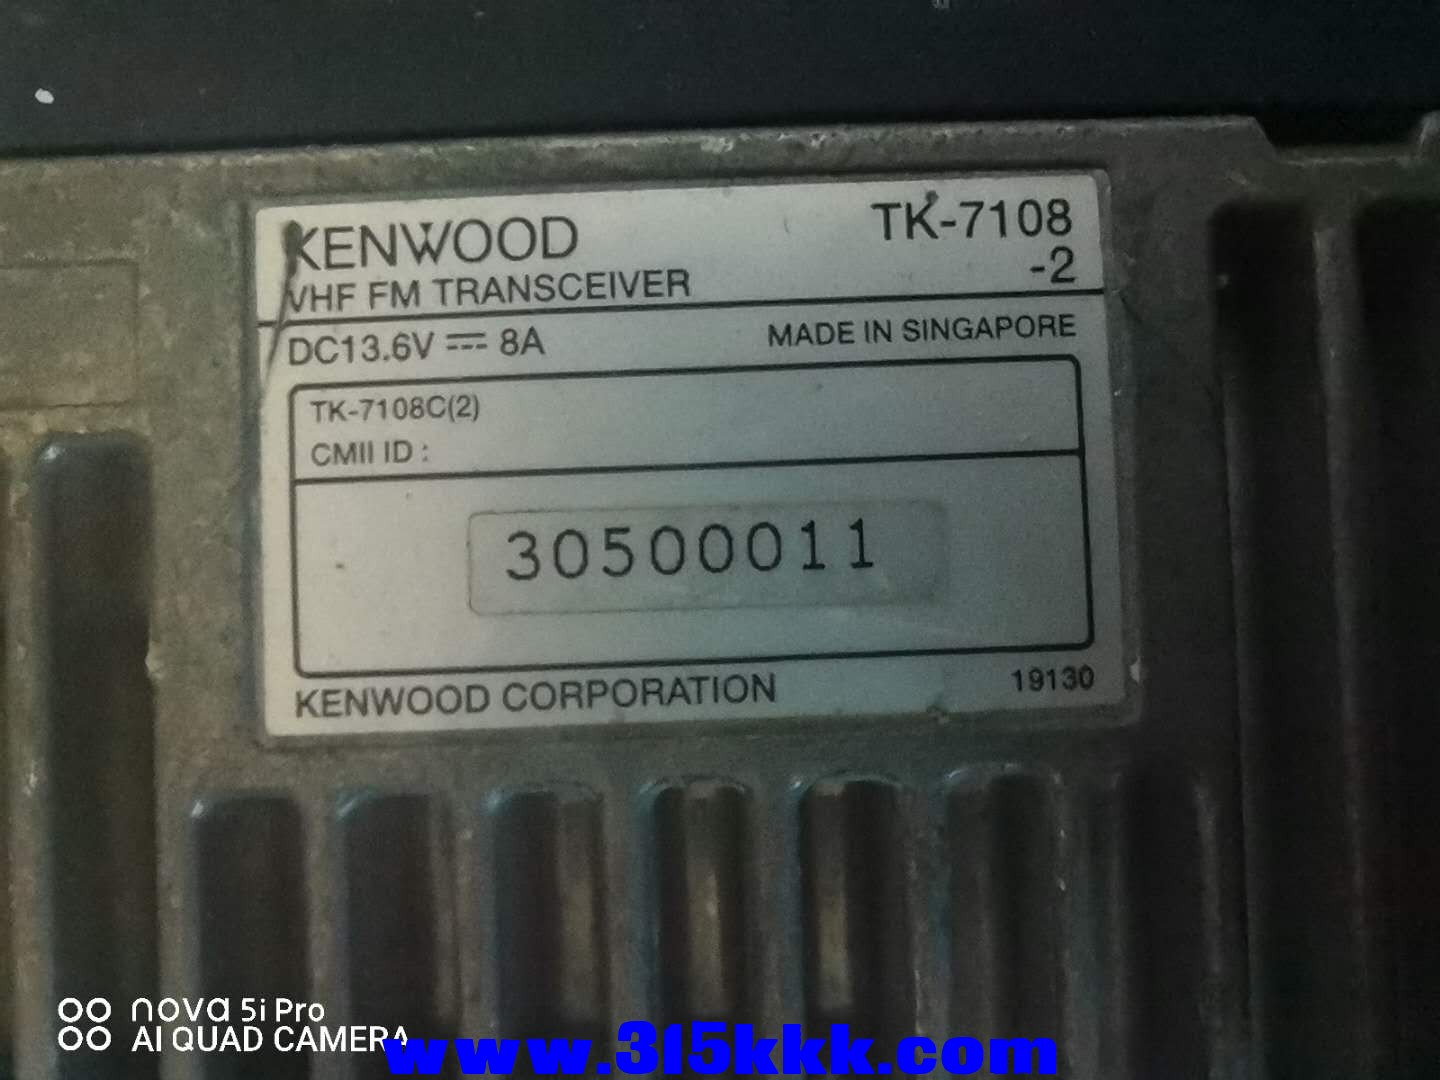 KENWOOD
TK-7108
VHF FM TRANSCEIVER
-2
DC13.6V ⎓ 8A
MADE IN SINGAPORE
TK-7108C(2)
CMII ID :
30500011
KENWOOD CORPORATION
19130
nova 5i Pro
AI QUAD CAMERA
www.315kkk.com